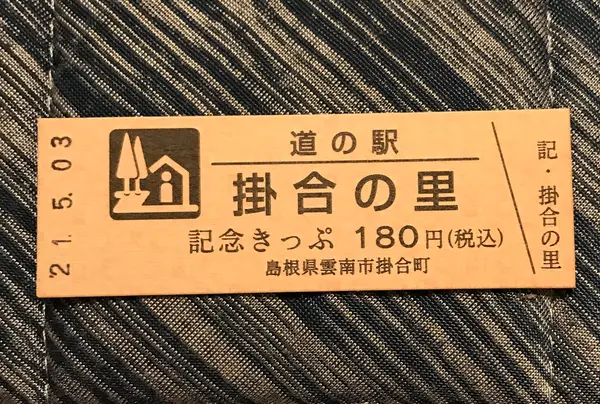 '21. 5. 03
道の駅
掛合の里
記念きっぷ 180円(税込)
島根県雲南市掛合町
記・掛合の里